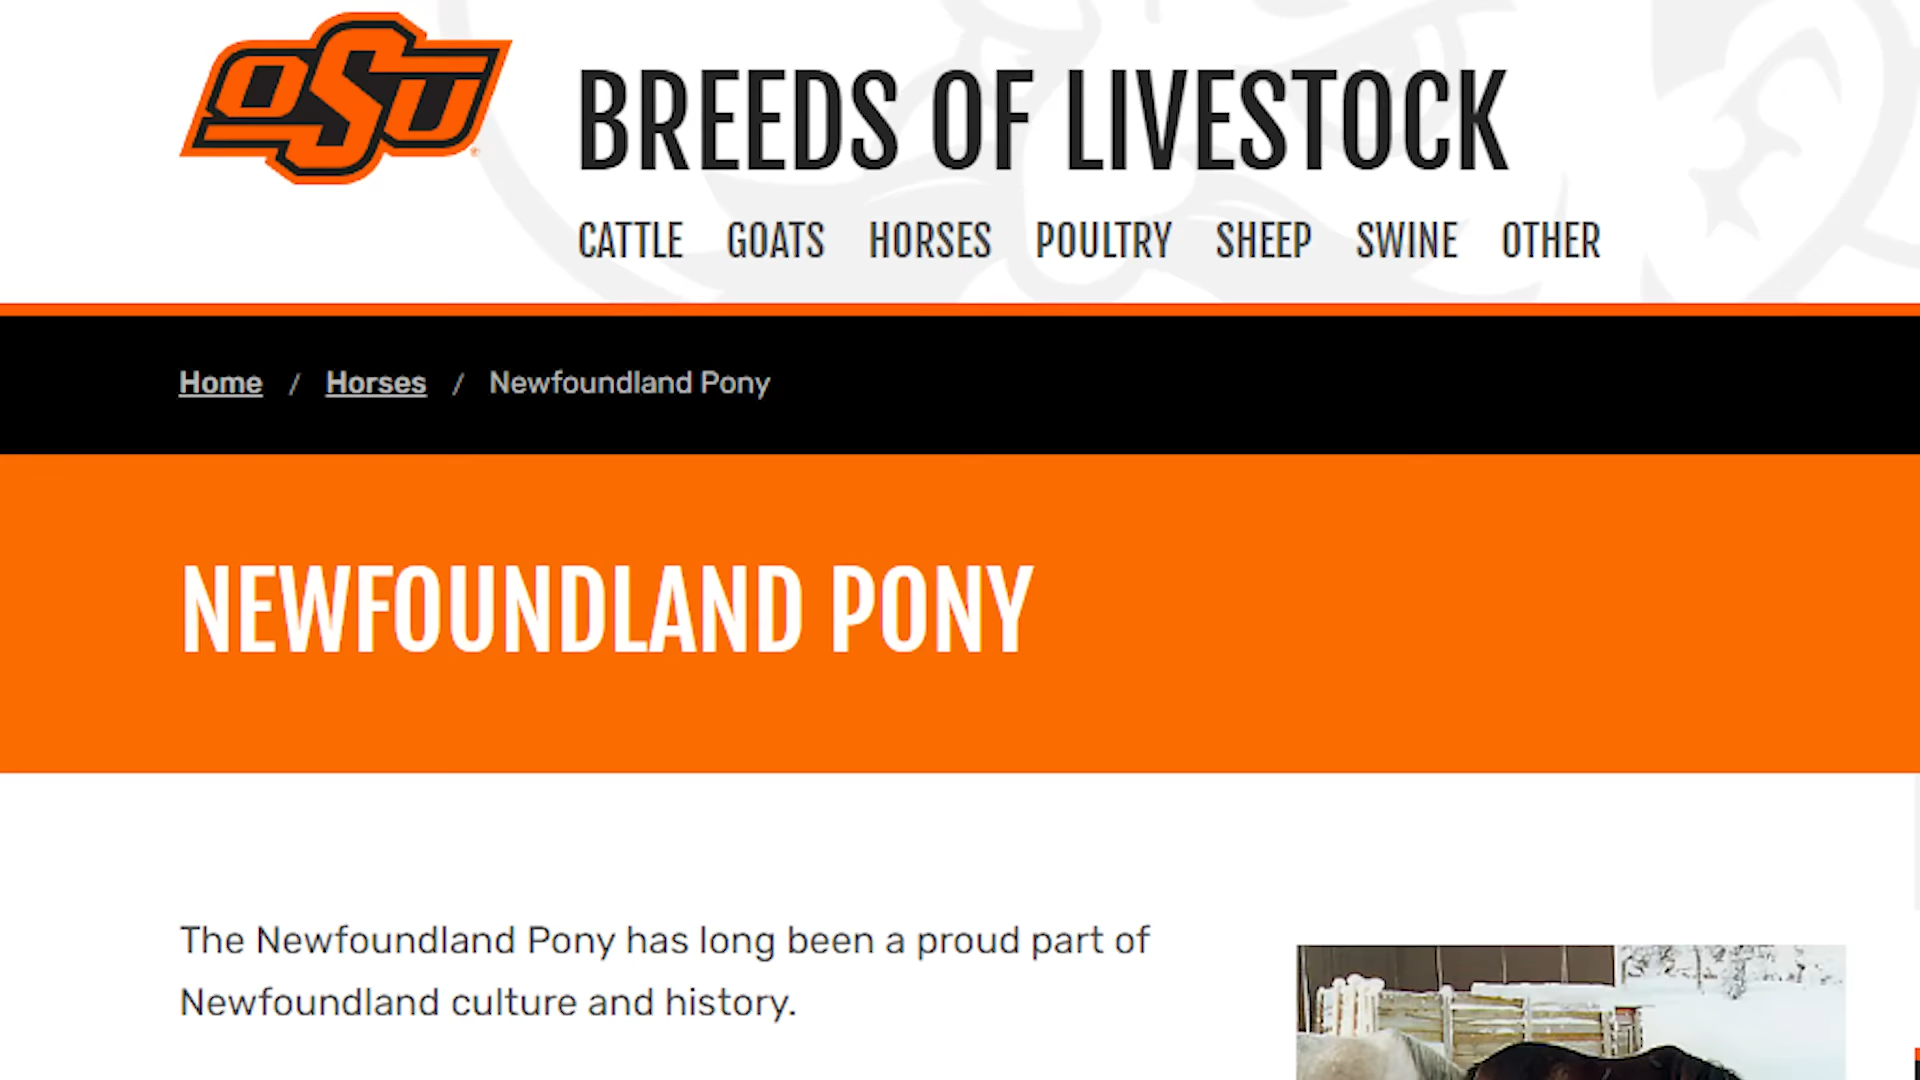 OSU
BREEDS OF LIVESTOCK
CATTLE GOATS HORSES POULTRY SHEEP SWINE OTHER
Home / Horses / Newfoundland Pony
NEWFOUNDLAND PONY
The Newfoundland Pony has long been a proud part of
Newfoundland culture and history.